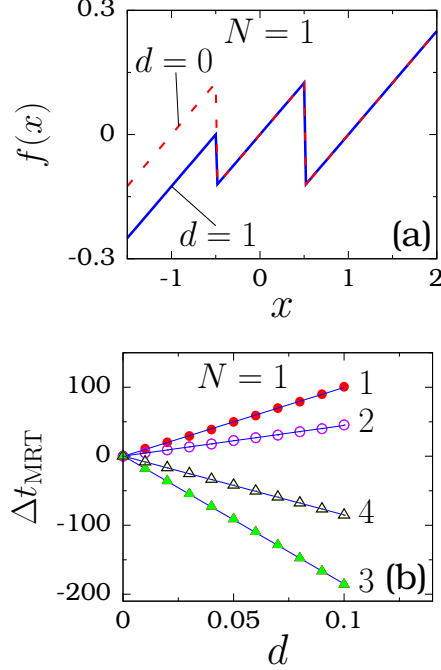 0.3
N = 1
d = 0
f(x)
0
d = 1
(a)
-0.3
-1 0 1 2
x
N = 1
100
1
2
0
ΔtMRT
-100
4
-200
3 (b)
0 0.05 0.1
d